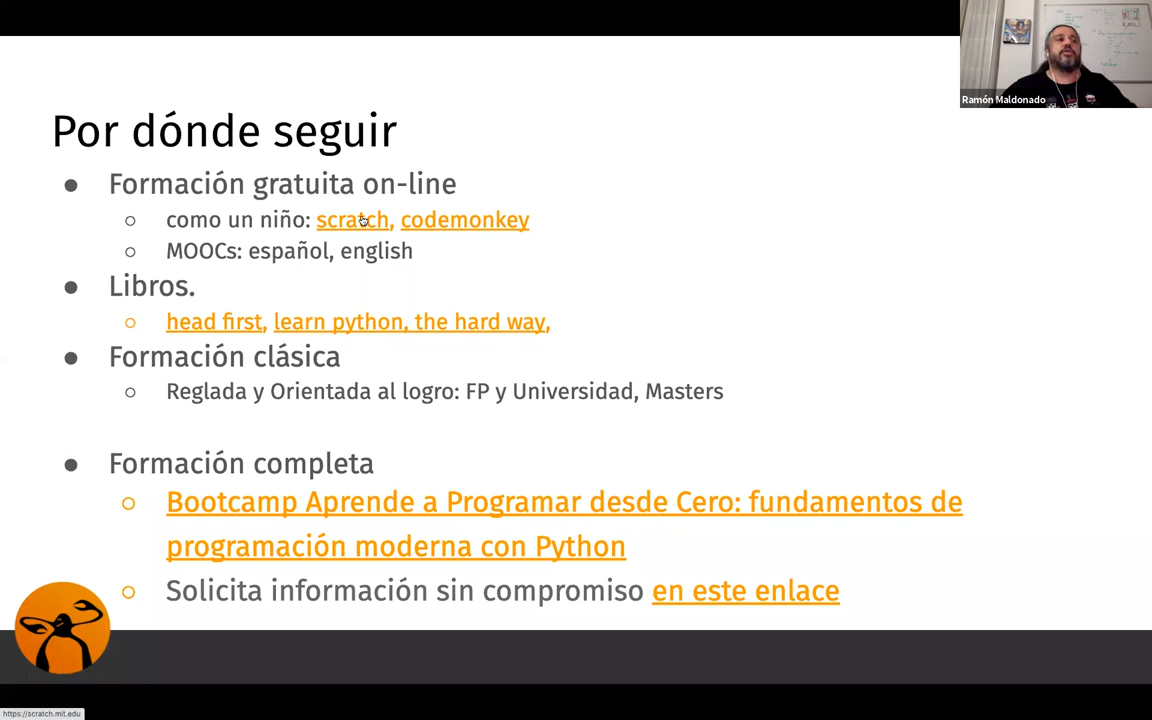 Ramón Maldonado
Por dónde seguir
● Formación gratuita on-line
○ como un niño: scratch, codemonkey
○ MOOCs: español, english
● Libros.
○ head first, learn python, the hard way,
● Formación clásica
○ Reglada y Orientada al logro: FP y Universidad, Masters
● Formación completa
○ Bootcamp Aprende a Programar desde Cero: fundamentos de
programación moderna con Python
○ Solicita información sin compromiso en este enlace
https://scratch.mit.edu